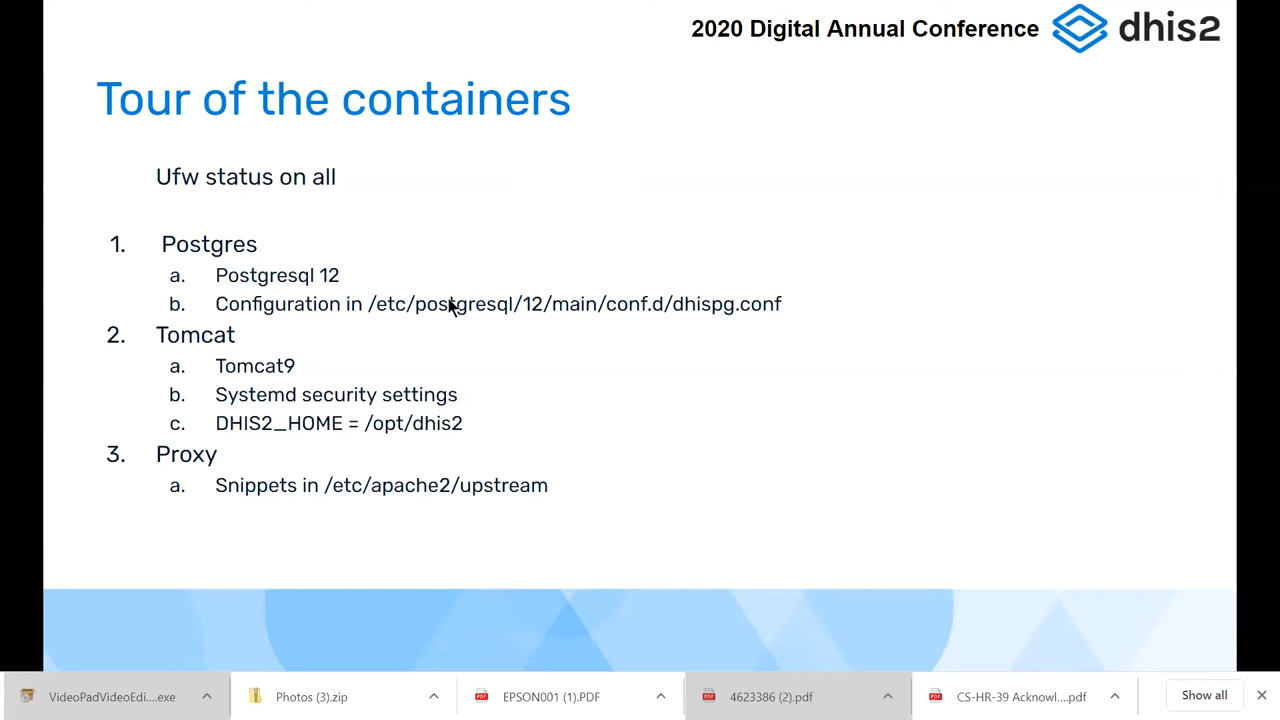 2020 Digital Annual Conference dhis2
Tour of the containers
Ufw status on all
1. Postgres
a. Postgresql 12
b. Configuration in /etc/postgresql/12/main/conf.d/dhispg.conf
2. Tomcat
a. Tomcat9
b. Systemd security settings
c. DHIS2_HOME = /opt/dhis2
3. Proxy
a. Snippets in /etc/apache2/upstream
VideoPadVideoEdi....exe Photos (3).zip EPSON001 (1).PDF 4623386 (2).pdf CS-HR-39 Acknowl....pdf Show all